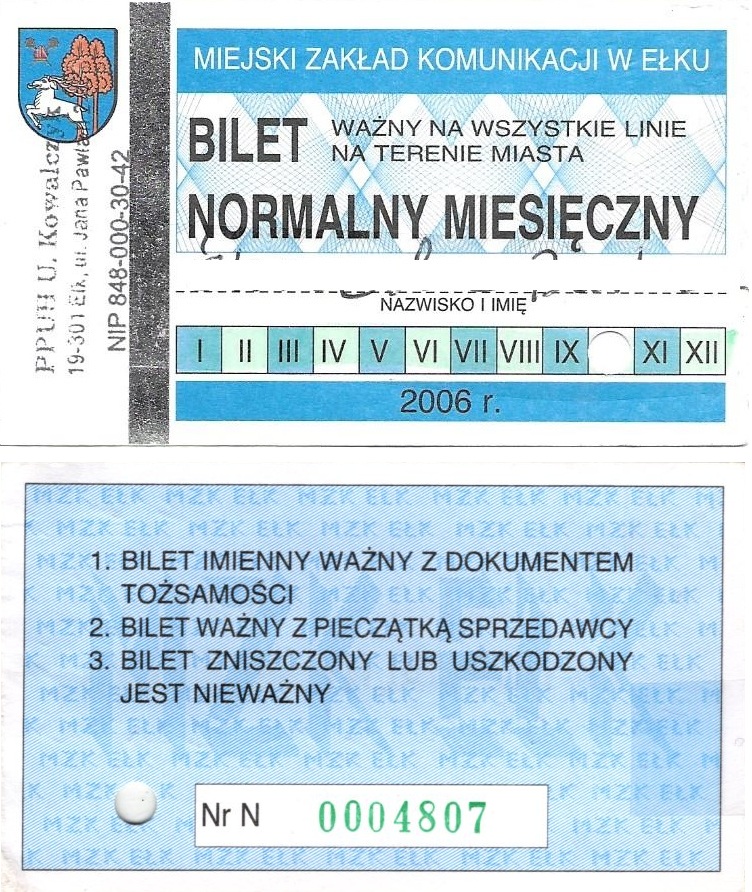 MIEJSKI ZAKŁAD KOMUNIKACJI W EŁKU
BILET WAŻNY NA WSZYSTKIE LINIE
NA TERENIE MIASTA
NORMALNY MIESIĘCZNY
NAZWISKO I IMIĘ
I II III IV V VI VII VIII IX XI XII
2006 r.
PPUH U. Kowalcz
19-301 Ełk, ul. Jana Pawła
NIP 848-000-30-42
1. BILET IMIENNY WAŻNY Z DOKUMENTEM
TOŻSAMOŚCI
2. BILET WAŻNY Z PIECZĄTKĄ SPRZEDAWCY
3. BILET ZNISZCZONY LUB USZKODZONY
JEST NIEWAŻNY
Nr N 0004807
MZK EŁK